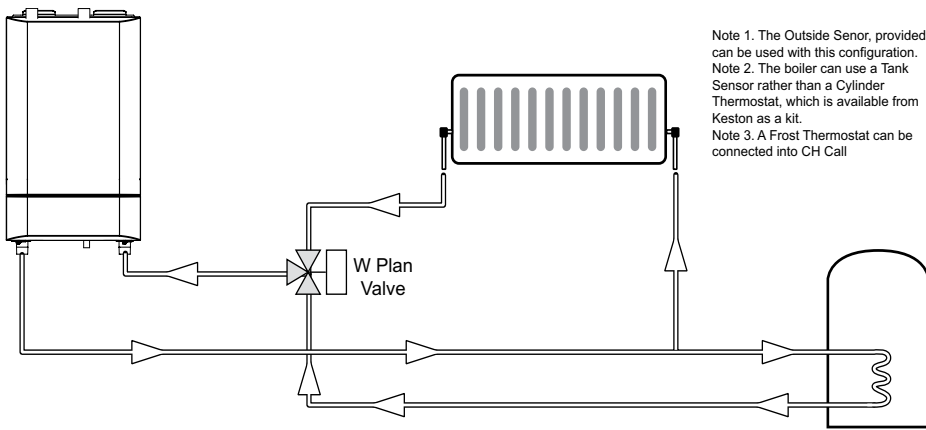 Note 1. The Outside Senor, provided
can be used with this configuration.
Note 2. The boiler can use a Tank
Sensor rather than a Cylinder
Thermostat, which is available from
Keston as a kit.
Note 3. A Frost Thermostat can be
connected into CH Call
W Plan
Valve